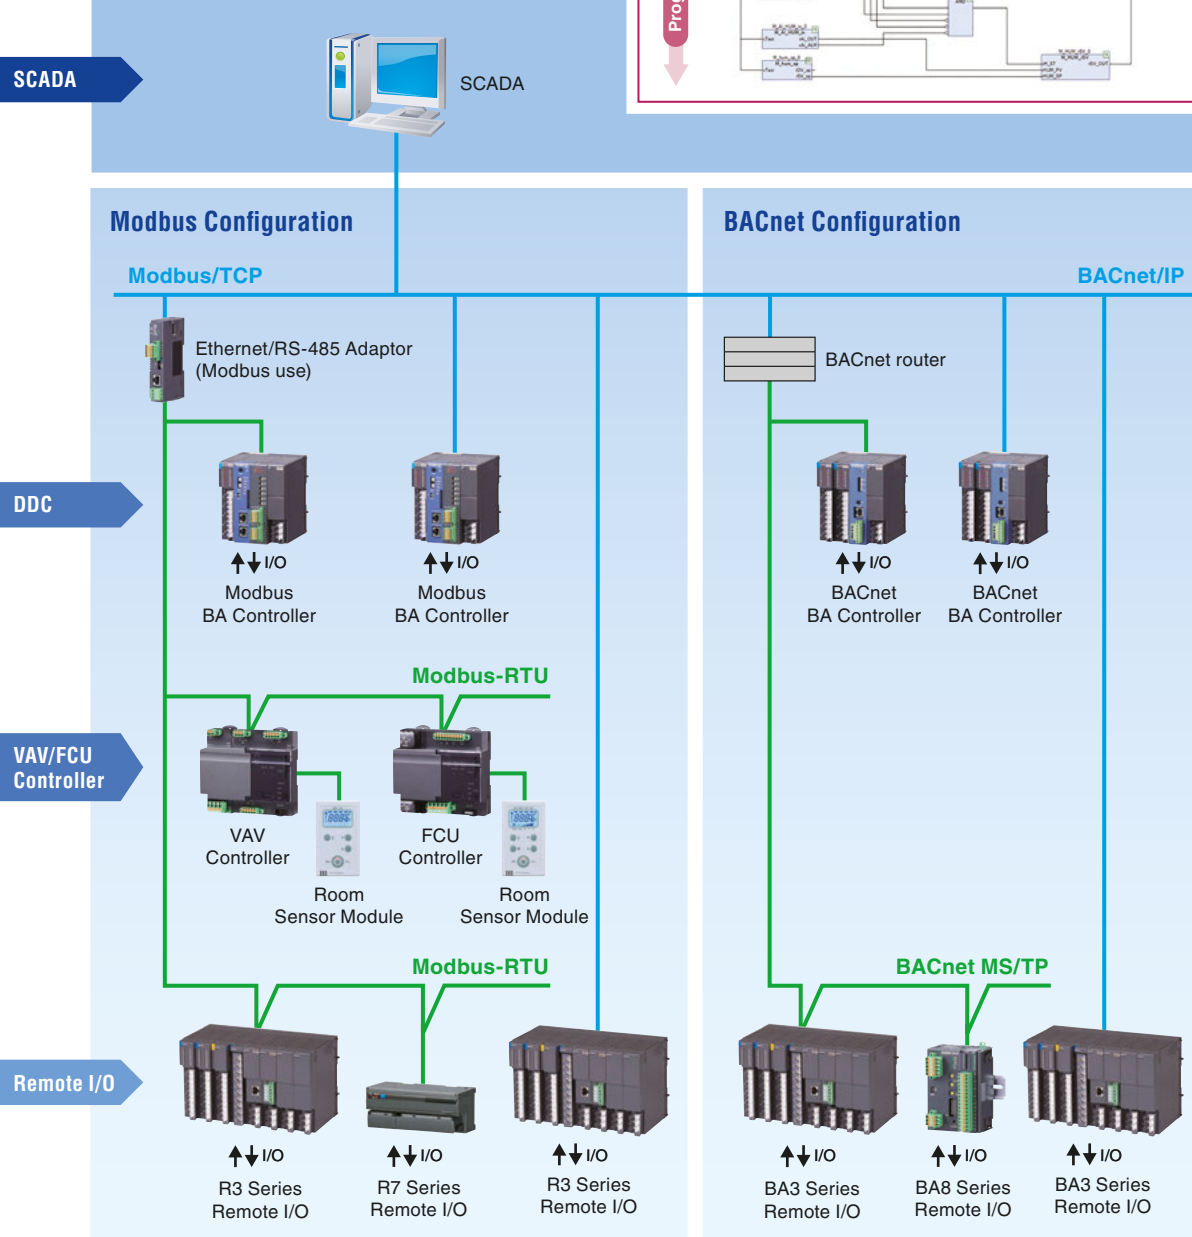 Prog
AND
SCADA
SCADA
Modbus Configuration
BACnet Configuration
Modbus/TCP
BACnet/IP
Ethernet/RS-485 Adaptor
(Modbus use)
BACnet router
DDC
I/O
I/O
I/O
I/O
Modbus
BA Controller
Modbus
BA Controller
BACnet
BA Controller
BACnet
BA Controller
Modbus-RTU
VAV/FCU
Controller
VAV
Controller
FCU
Controller
Room
Sensor Module
Room
Sensor Module
Modbus-RTU
BACnet MS/TP
Remote I/O
I/O
I/O
I/O
I/O
I/O
I/O
R3 Series
Remote I/O
R7 Series
Remote I/O
R3 Series
Remote I/O
BA3 Series
Remote I/O
BA8 Series
Remote I/O
BA3 Series
Remote I/O